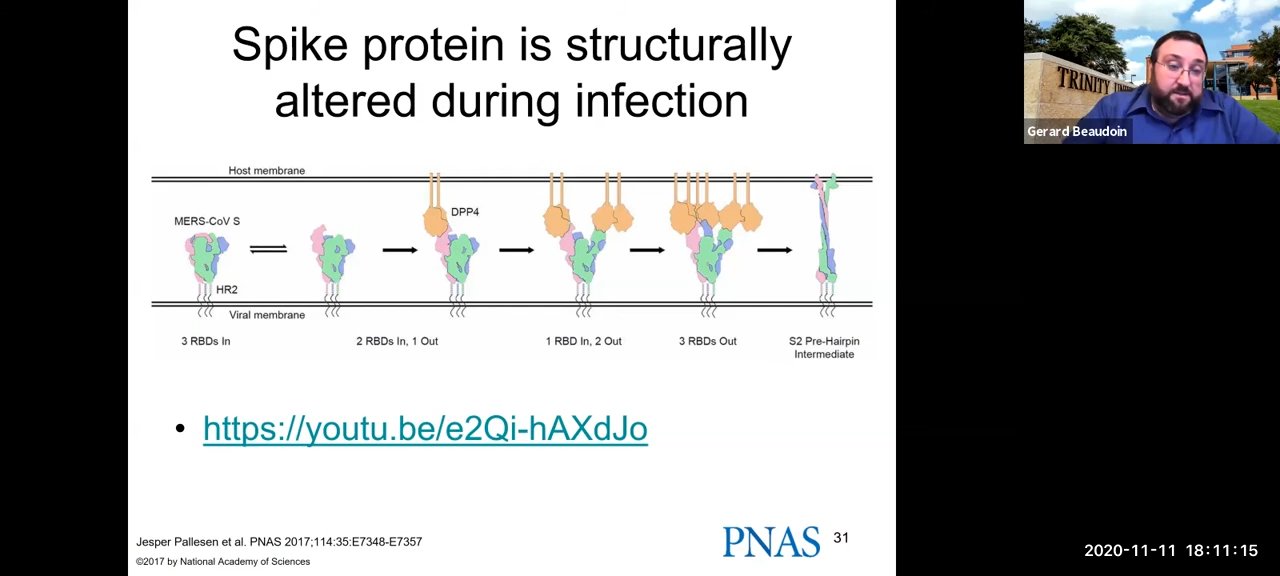 Spike protein is structurally
altered during infection
Host membrane
MERS-CoV S
DPP4
HR2
Viral membrane
3 RBDs In
2 RBDs In, 1 Out
1 RBD In, 2 Out
3 RBDs Out
S2 Pre-Hairpin
Intermediate
• https://youtu.be/e2Qi-hAXdJo
Jesper Pallesen et al. PNAS 2017;114:35:E7348-E7357
©2017 by National Academy of Sciences
PNAS
31
TRINITY
Gerard Beaudoin
2020-11-11 18:11:15